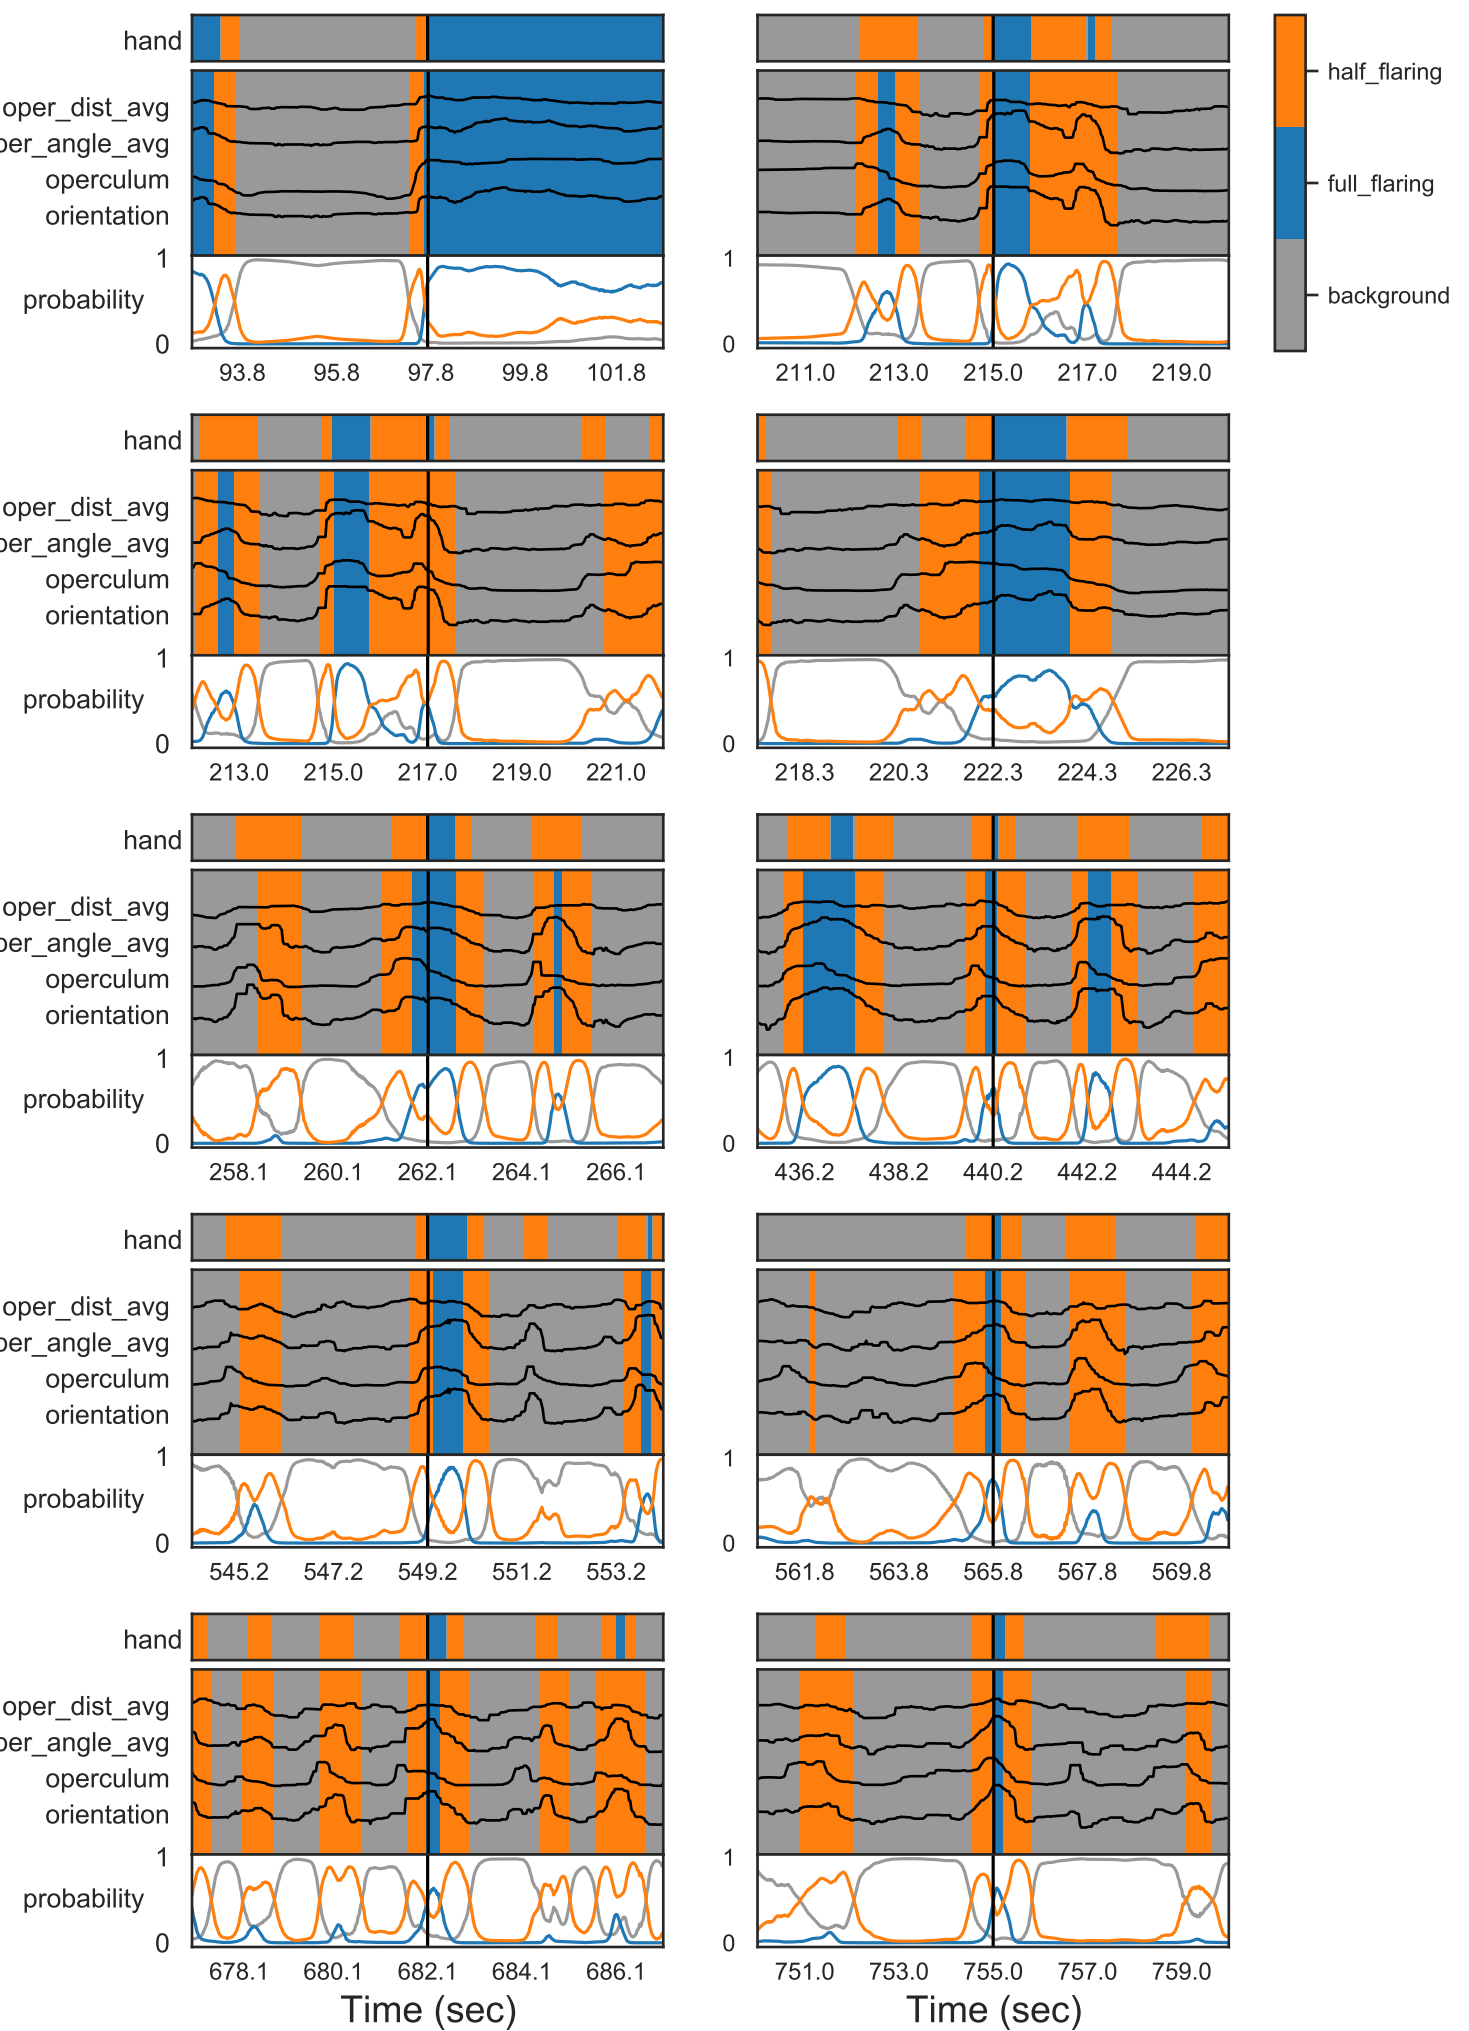 hand
half_flaring
oper_dist_avg
per_angle_avg
operculum
orientation
full_flaring
background
1
probability
0
1
0
93.8 95.8 97.8 99.8 101.8
211.0 213.0 215.0 217.0 219.0
hand
oper_dist_avg
per_angle_avg
operculum
orientation
1
probability
0
1
0
213.0 215.0 217.0 219.0 221.0
218.3 220.3 222.3 224.3 226.3
hand
oper_dist_avg
per_angle_avg
operculum
orientation
1
probability
0
1
0
258.1 260.1 262.1 264.1 266.1
436.2 438.2 440.2 442.2 444.2
hand
oper_dist_avg
per_angle_avg
operculum
orientation
1
probability
0
1
0
545.2 547.2 549.2 551.2 553.2
561.8 563.8 565.8 567.8 569.8
hand
oper_dist_avg
per_angle_avg
operculum
orientation
1
probability
0
1
0
678.1 680.1 682.1 684.1 686.1
751.0 753.0 755.0 757.0 759.0
Time (sec)
Time (sec)